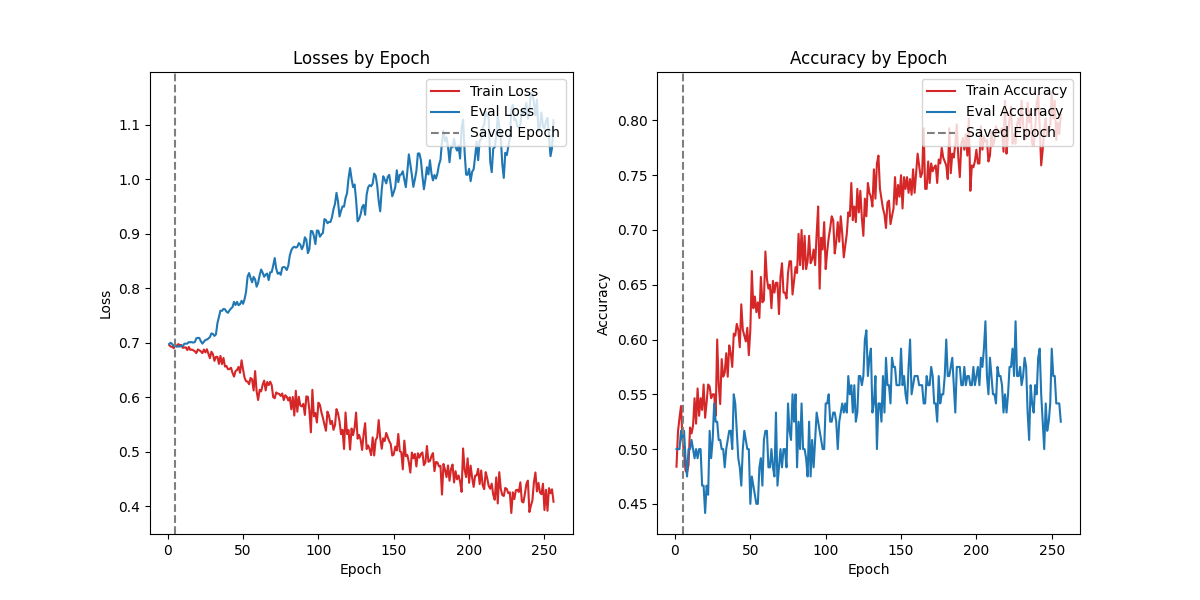 Losses by Epoch
Train Loss
Eval Loss
Saved Epoch
1.1
1.0
0.9
0.8
0.7
0.6
0.5
0.4
Loss
0 50 100 150 200 250
Epoch
Accuracy by Epoch
Train Accuracy
Eval Accuracy
Saved Epoch
0.80
0.75
0.70
0.65
0.60
0.55
0.50
0.45
Accuracy
0 50 100 150 200 250
Epoch